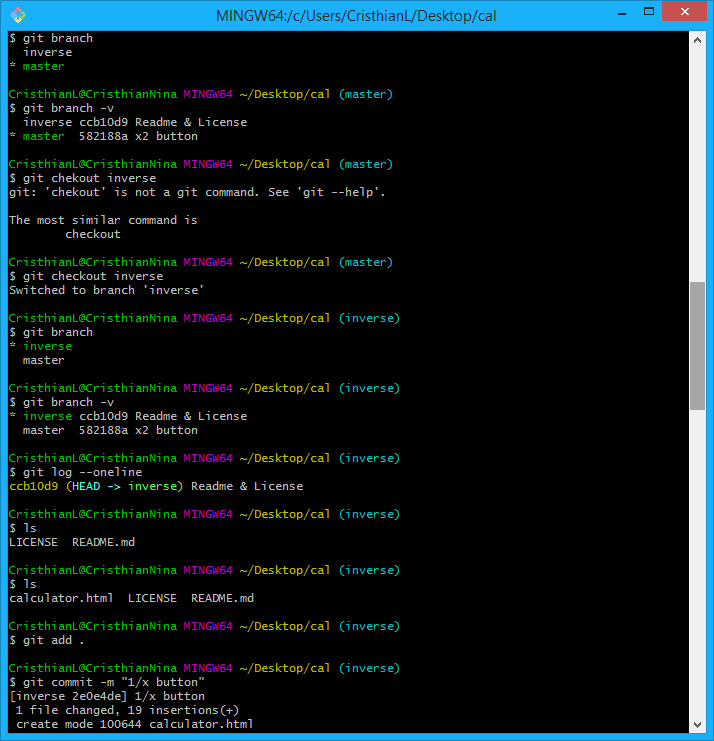 MINGW64:/c/Users/CristhianL/Desktop/cal
$ git branch
  inverse
* master
CristhianL@CristhianNina MINGW64 ~/Desktop/cal (master)
$ git branch -v
  inverse ccb10d9 Readme & License
* master  582188a x2 button
CristhianL@CristhianNina MINGW64 ~/Desktop/cal (master)
$ git chekout inverse
git: 'chekout' is not a git command. See 'git --help'.
The most similar command is
        checkout
CristhianL@CristhianNina MINGW64 ~/Desktop/cal (master)
$ git checkout inverse
Switched to branch 'inverse'
CristhianL@CristhianNina MINGW64 ~/Desktop/cal (inverse)
$ git branch
* inverse
  master
CristhianL@CristhianNina MINGW64 ~/Desktop/cal (inverse)
$ git branch -v
* inverse ccb10d9 Readme & License
  master  582188a x2 button
CristhianL@CristhianNina MINGW64 ~/Desktop/cal (inverse)
$ git log --oneline
ccb10d9 (HEAD -> inverse) Readme & License
CristhianL@CristhianNina MINGW64 ~/Desktop/cal (inverse)
$ ls
LICENSE  README.md
CristhianL@CristhianNina MINGW64 ~/Desktop/cal (inverse)
$ ls
calculator.html  LICENSE  README.md
CristhianL@CristhianNina MINGW64 ~/Desktop/cal (inverse)
$ git add .
CristhianL@CristhianNina MINGW64 ~/Desktop/cal (inverse)
$ git commit -m "1/x button"
[inverse 2e0e4de] 1/x button
 1 file changed, 19 insertions(+)
 create mode 100644 calculator.html